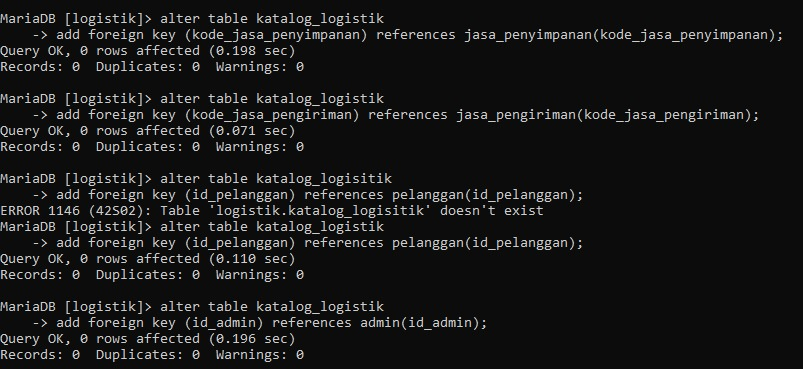 MariaDB [logistik]> alter table katalog_logistik
    -> add foreign key (kode_jasa_penyimpanan) references jasa_penyimpanan(kode_jasa_penyimpanan);
Query OK, 0 rows affected (0.198 sec)
Records: 0  Duplicates: 0  Warnings: 0

MariaDB [logistik]> alter table katalog_logistik
    -> add foreign key (kode_jasa_pengiriman) references jasa_pengiriman(kode_jasa_pengiriman);
Query OK, 0 rows affected (0.071 sec)
Records: 0  Duplicates: 0  Warnings: 0

MariaDB [logistik]> alter table katalog_logisitik
    -> add foreign key (id_pelanggan) references pelanggan(id_pelanggan);
ERROR 1146 (42S02): Table 'logistik.katalog_logisitik' doesn't exist
MariaDB [logistik]> alter table katalog_logistik
    -> add foreign key (id_pelanggan) references pelanggan(id_pelanggan);
Query OK, 0 rows affected (0.110 sec)
Records: 0  Duplicates: 0  Warnings: 0

MariaDB [logistik]> alter table katalog_logistik
    -> add foreign key (id_admin) references admin(id_admin);
Query OK, 0 rows affected (0.196 sec)
Records: 0  Duplicates: 0  Warnings: 0